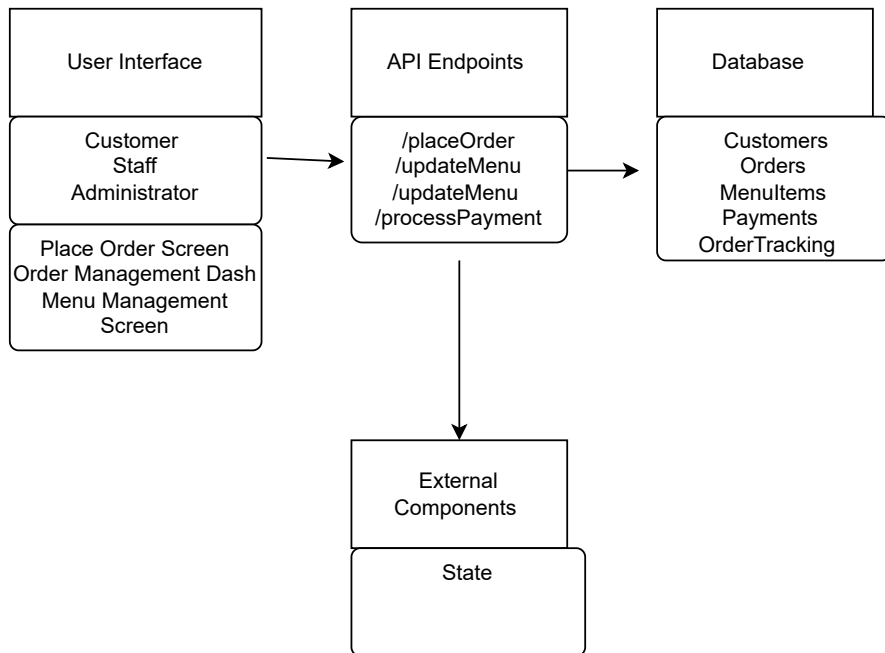 User Interface
Customer
Staff
Administrator
Place Order Screen
Order Management Dash
Menu Management
Screen
API Endpoints
/placeOrder
/updateMenu
/updateMenu
/processPayment
Database
Customers
Orders
MenuItems
Payments
OrderTracking
External
Components
State